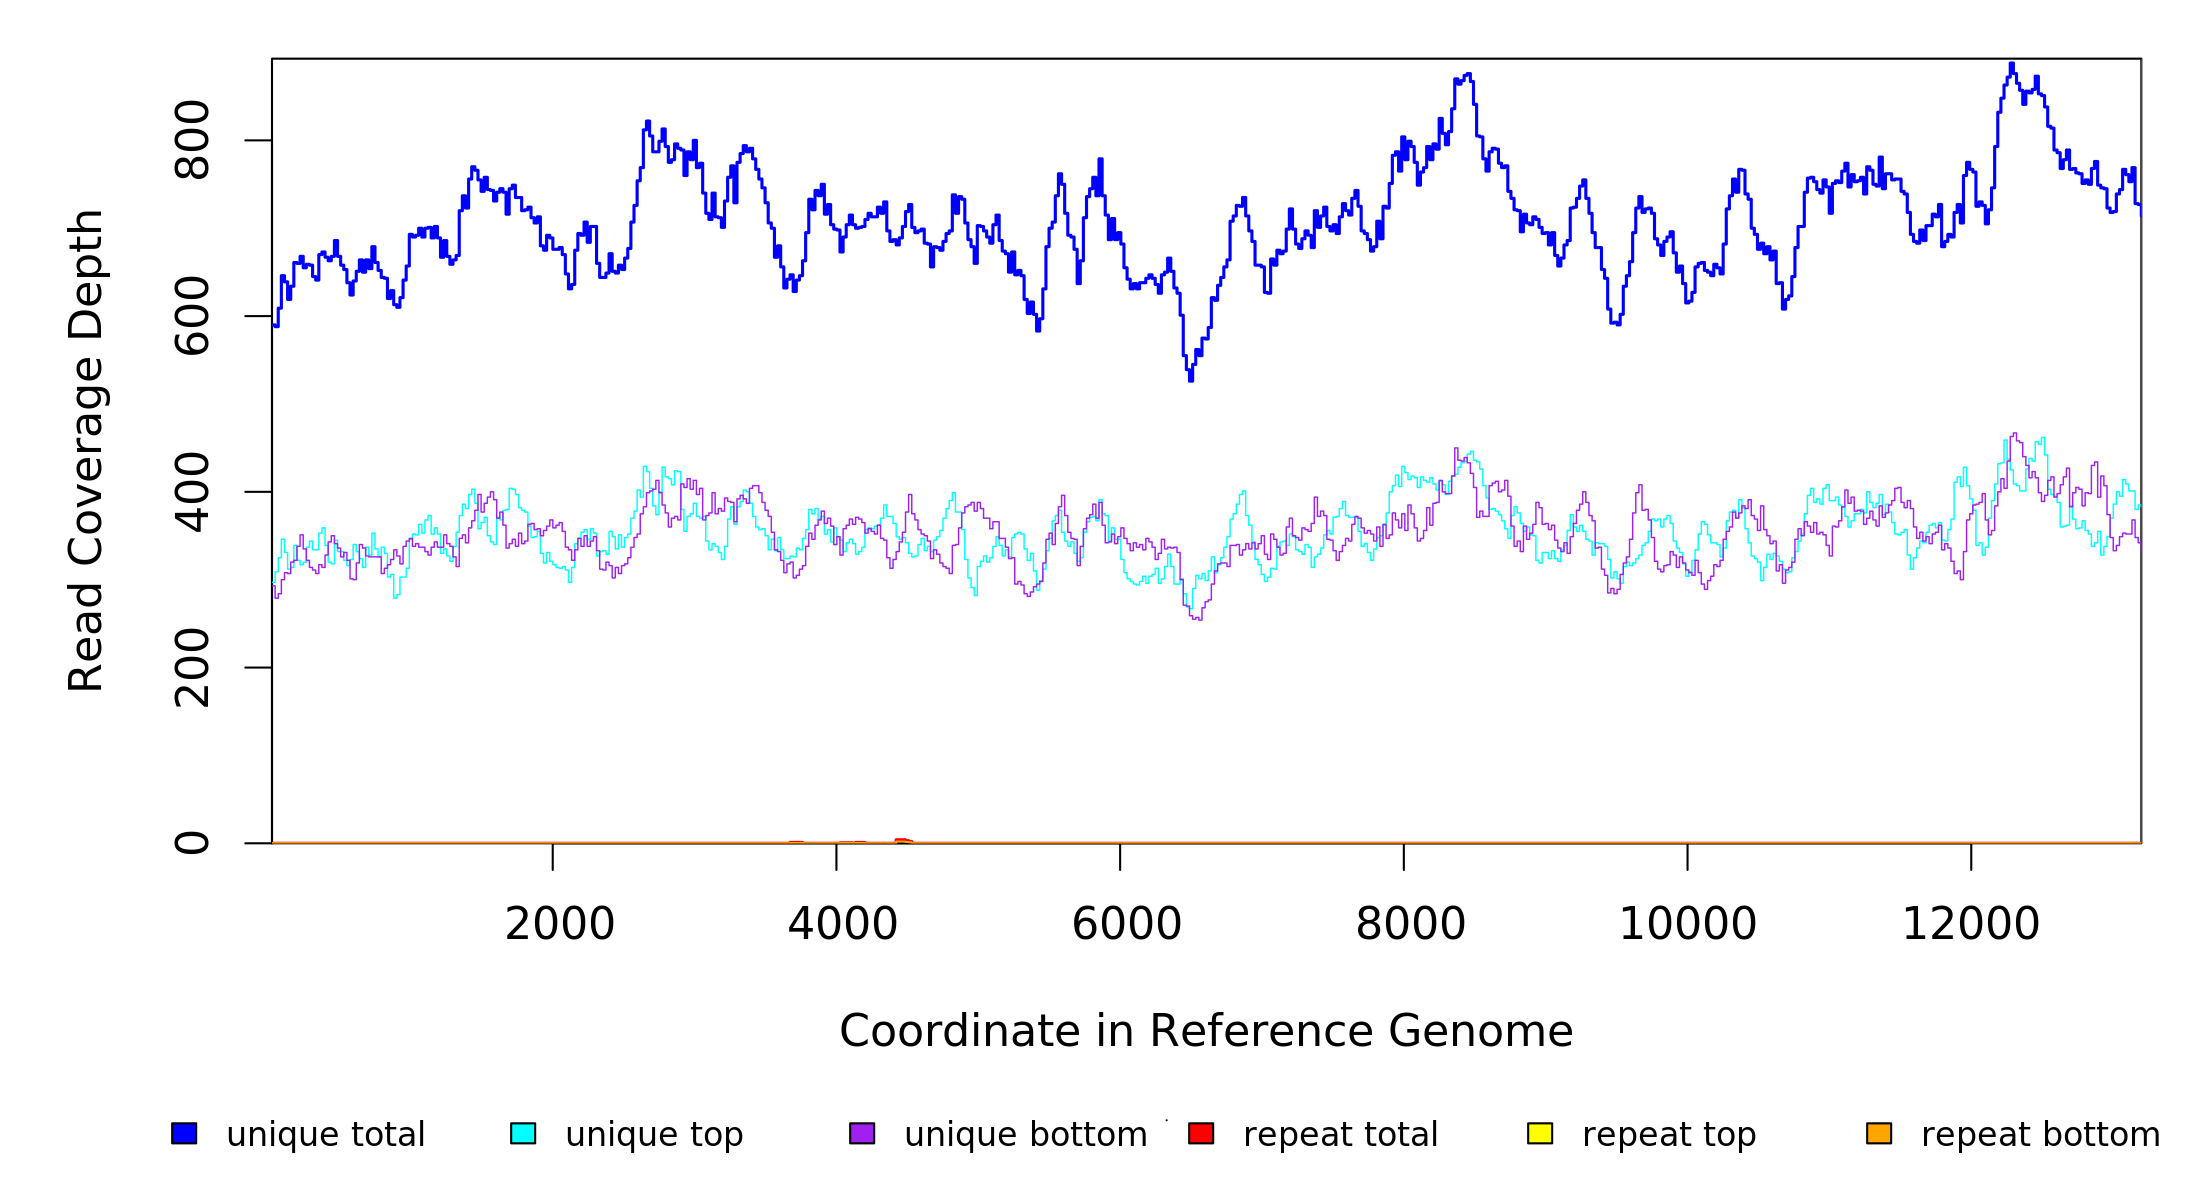 Read Coverage Depth
800
600
400
200
0
2000 4000 6000 8000 10000 12000
Coordinate in Reference Genome
unique total unique top unique bottom repeat total repeat top repeat bottom